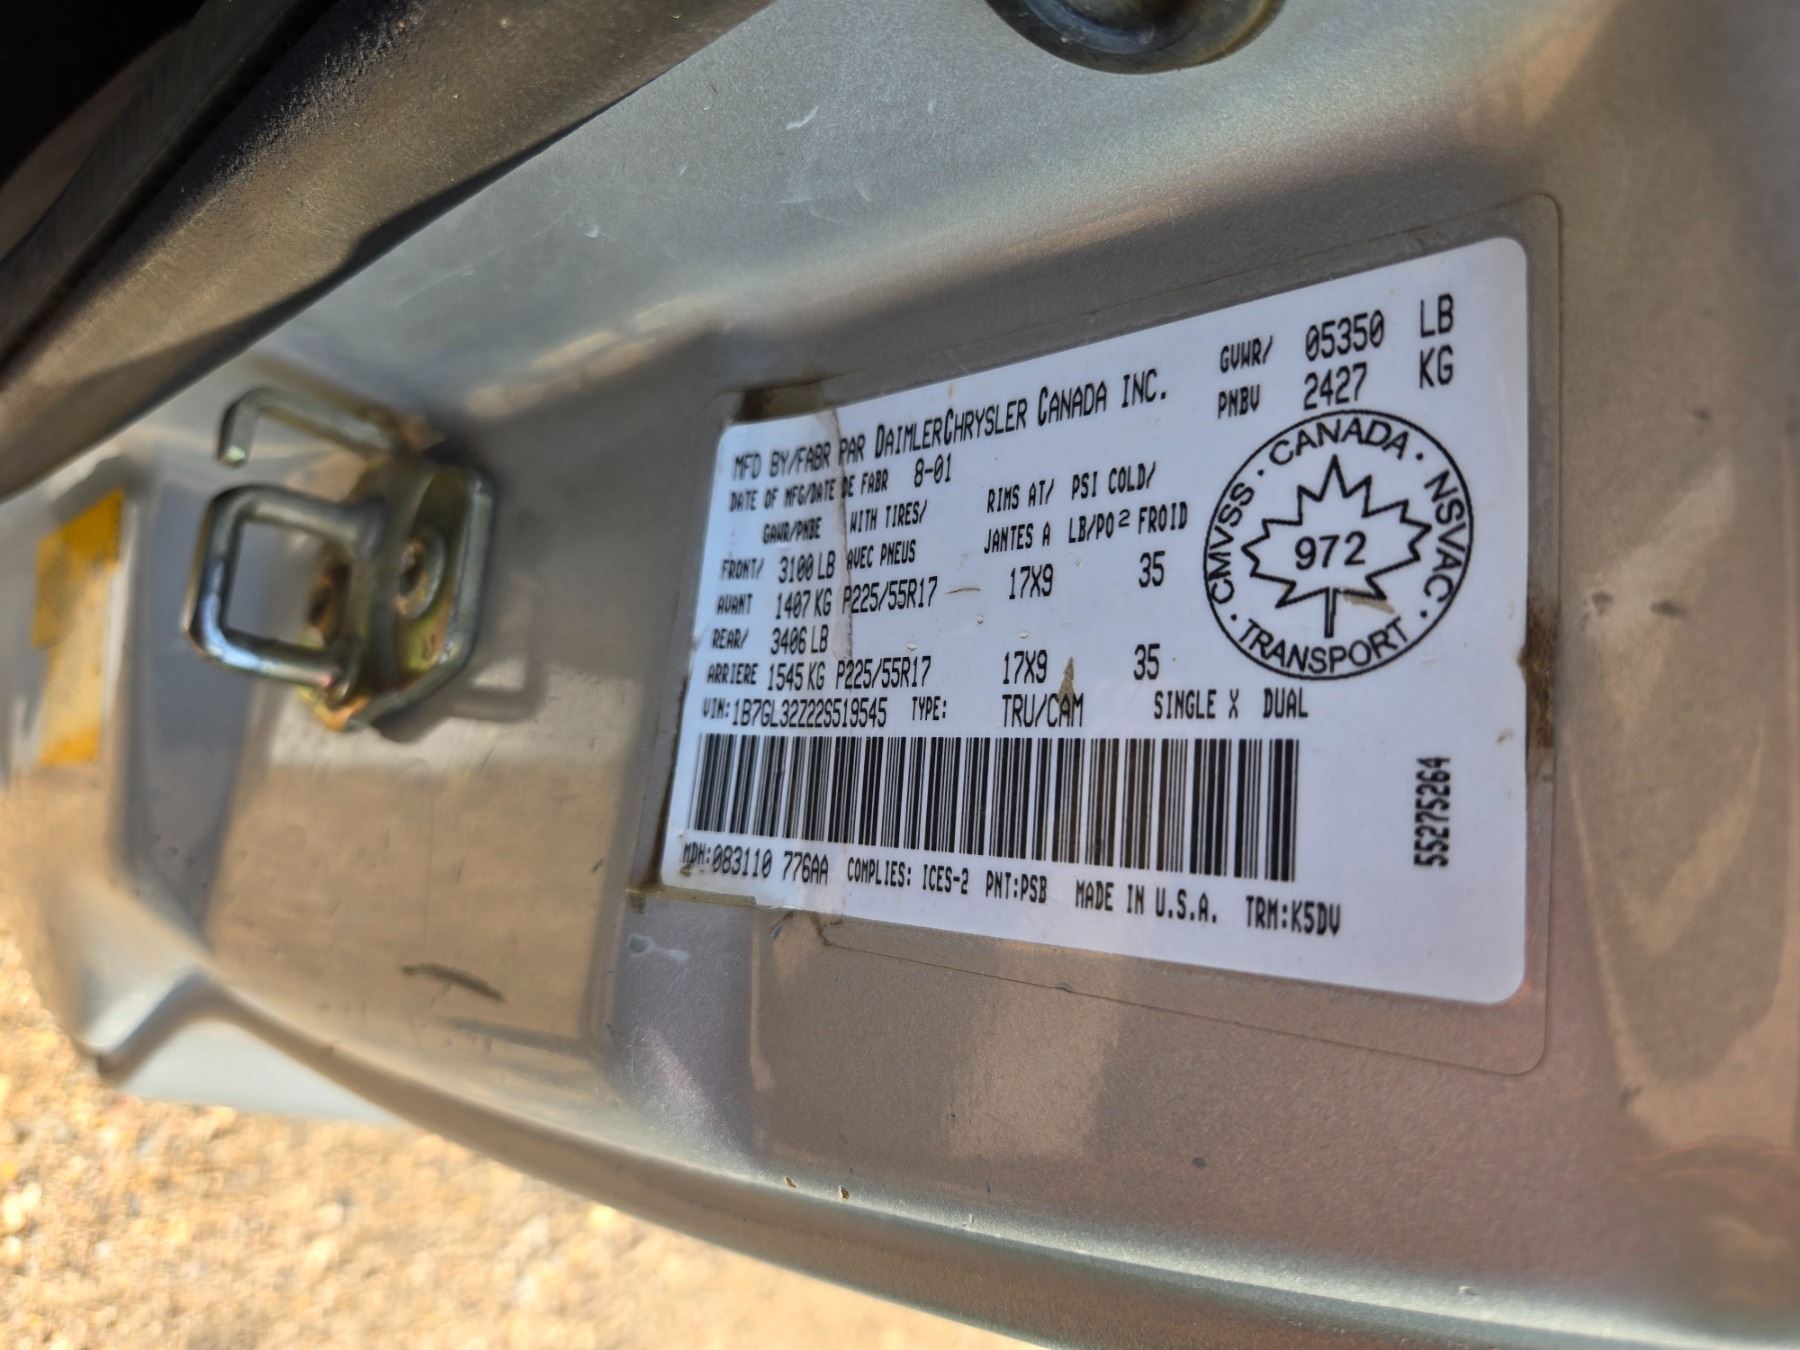 MFD BY/FABR PAR DAIMLERCHRYSLER CANADA INC. GVWR/ 05350 LB
PNBV 2427 KG
DATE OF MFG/DATE DE FABR 8-01
GAWR/PNBE WITH TIRES/ RIMS AT/ PSI COLD/
AVEC PNEUS JANTES A LB/PO² FROID
FRONT/ 3100 LB
AVANT 1407 KG P225/55R17 17X9 35
REAR/ 3406 LB
ARRIERE 1545 KG P225/55R17 17X9 35
VIN:1B7GL32Z22S519545 TYPE: TRU/CAM SINGLE X DUAL
CANADA · NSVAC · TRANSPORT · CMVSS ·
972
55275264
MDH:083110 776AA COMPLIES: ICES-2 PNT:PSB MADE IN U.S.A. TRM:K5DV